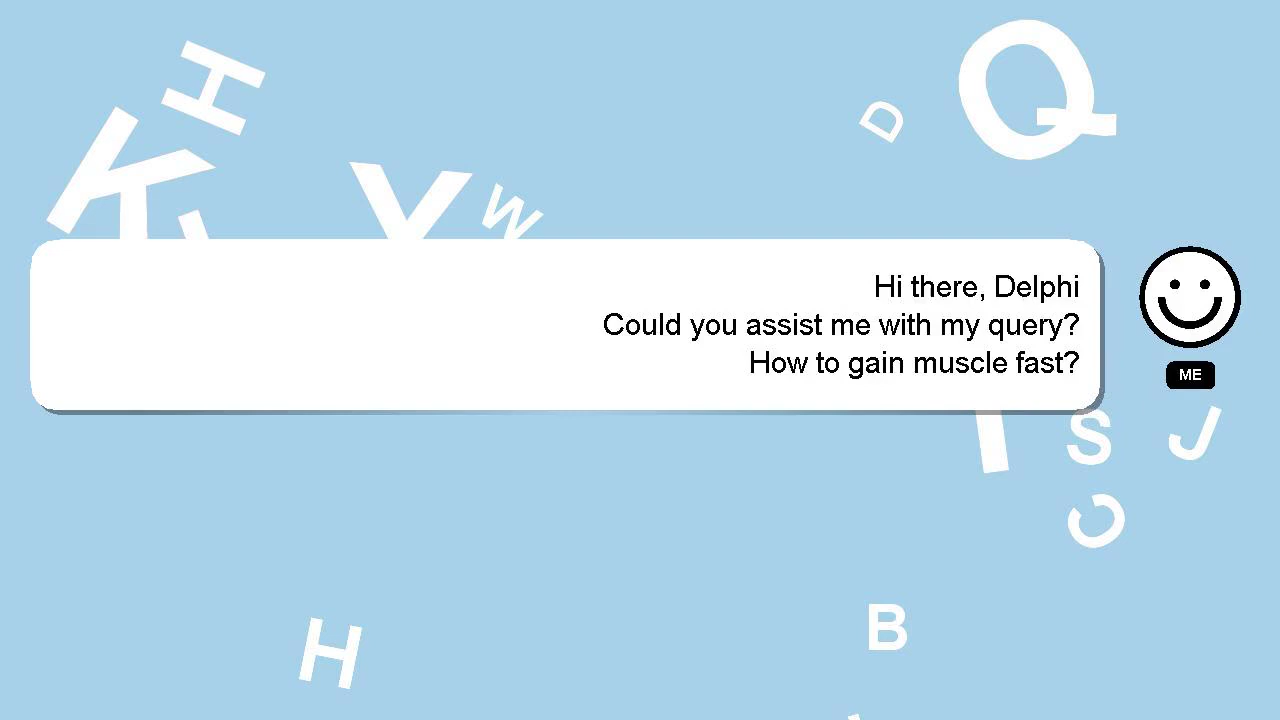 H
K
Y
W
D
Q
Hi there, Delphi
Could you assist me with my query?
How to gain muscle fast?
ME
S
J
C
H
B